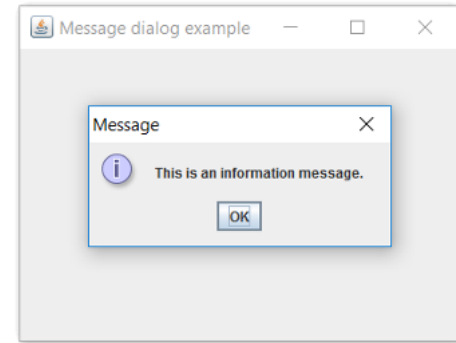 Message dialog example
Message
This is an information message.
OK